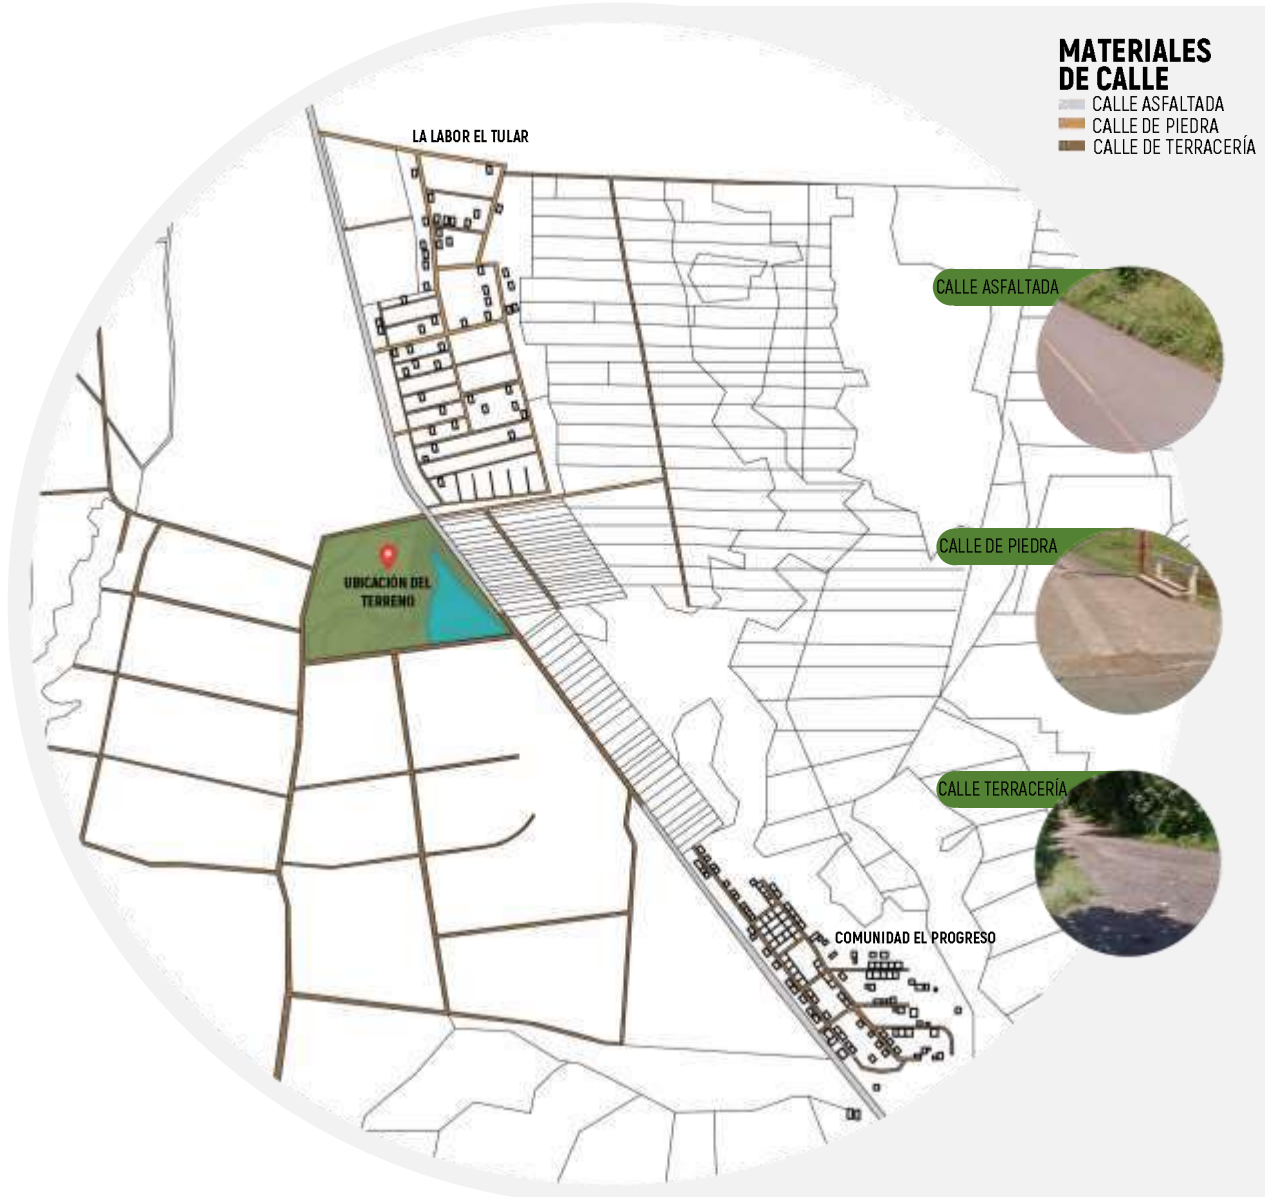 MATERIALES
DE CALLE
CALLE ASFALTADA
CALLE DE PIEDRA
CALLE DE TERRACERÍA
LA LABOR EL TULAR
CALLE ASFALTADA
CALLE DE PIEDRA
UBICACIÓN DEL
TERRENO
CALLE TERRACERÍA
COMUNIDAD EL PROGRESO